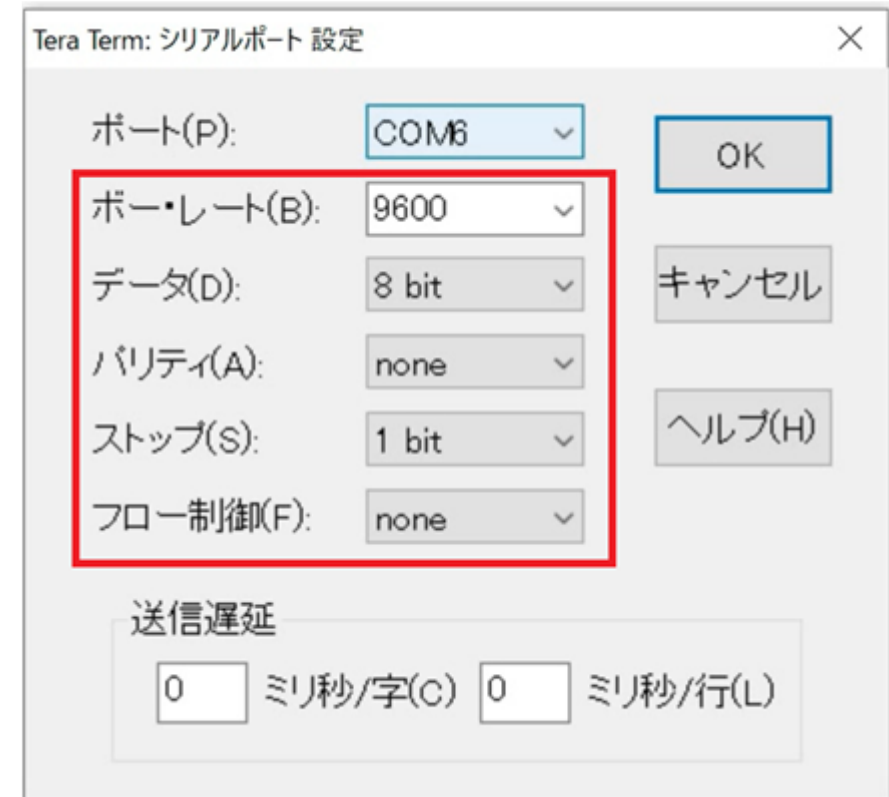 Tera Term: シリアルポート 設定
ポート(P): COM6
OK
ボー・レート(B): 9600
データ(D): 8 bit
キャンセル
パリティ(A): none
ストップ(S): 1 bit
ヘルプ(H)
フロー制御(F): none
送信遅延
0 ミリ秒/字(C) 0 ミリ秒/行(L)